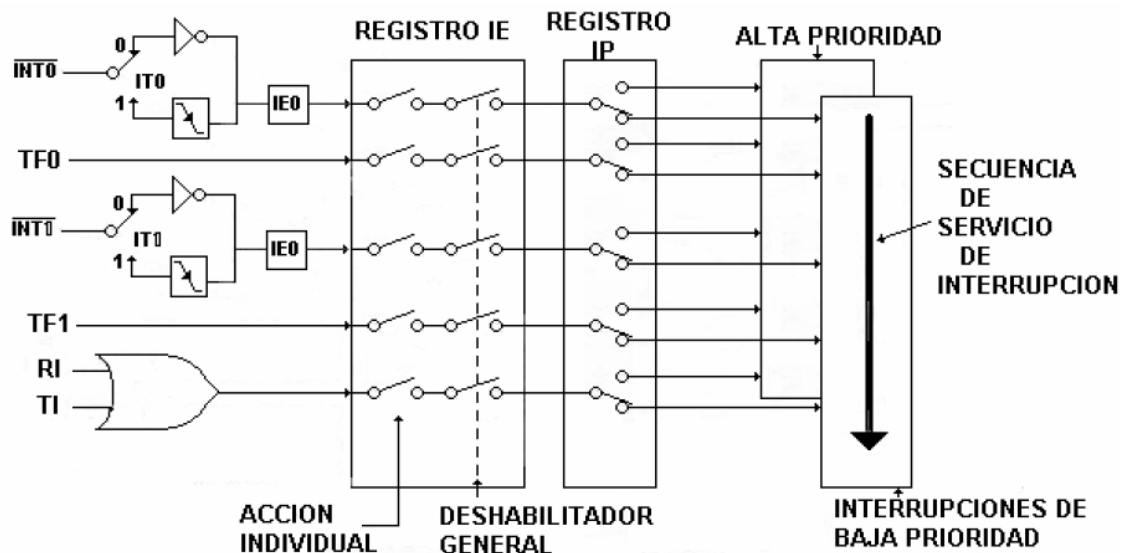 REGISTRO IE
REGISTRO
IP
ALTA PRIORIDAD
INT0
0
IT0
1
IE0
TF0
INT1
0
IT1
1
IE0
TF1
RI
TI
SECUENCIA
DE
SERVICIO
DE
INTERRUPCION
ACCION
INDIVIDUAL
DESHABILITADOR
GENERAL
INTERRUPCIONES DE
BAJA PRIORIDAD